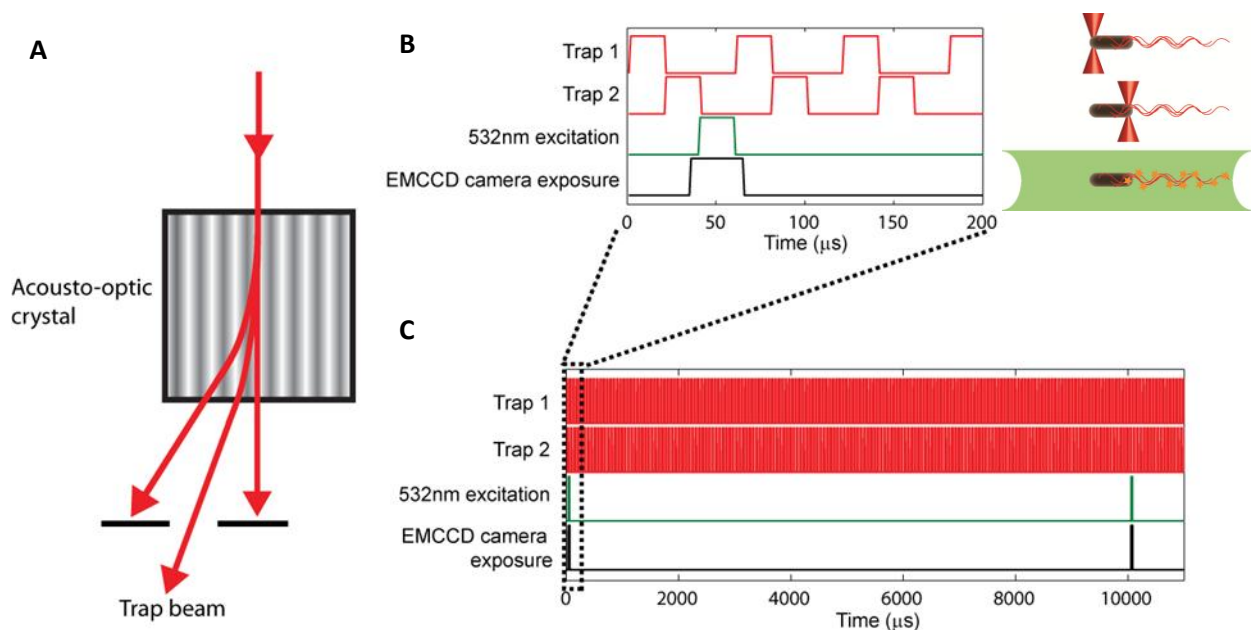 A
Acousto-optic
crystal
Trap beam
B
Trap 1
Trap 2
532nm excitation
EMCCD camera exposure
0 50 100 150 200
Time (μs)
C
Trap 1
Trap 2
532nm excitation
EMCCD camera
exposure
0 2000 4000 6000 8000 10000
Time (μs)